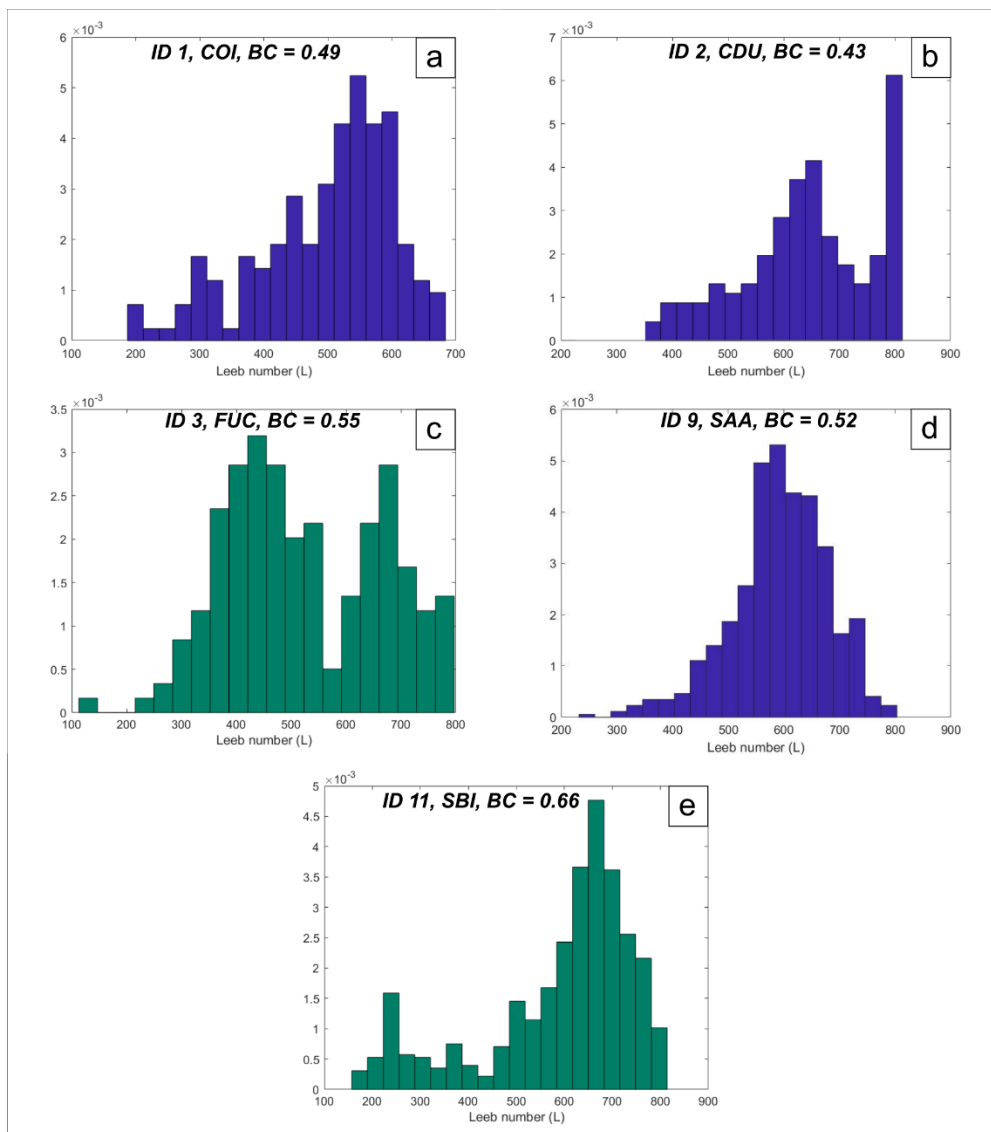 ×10-3
ID 1, COI, BC = 0.49
a
6
5
4
3
2
1
0
100 200 300 400 500 600 700
Leeb number (L)
×10-3
ID 2, CDU, BC = 0.43
b
7
6
5
4
3
2
1
0
200 300 400 500 600 700 800 900
Leeb number (L)
×10-3
ID 3, FUC, BC = 0.55
c
3.5
3
2.5
2
1.5
1
0.5
0
100 200 300 400 500 600 700 800
Leeb number (L)
×10-3
ID 9, SAA, BC = 0.52
d
6
5
4
3
2
1
0
200 300 400 500 600 700 800 900
Leeb number (L)
×10-3
ID 11, SBI, BC = 0.66
e
5
4.5
4
3.5
3
2.5
2
1.5
1
0.5
0
100 200 300 400 500 600 700 800 900
Leeb number (L)